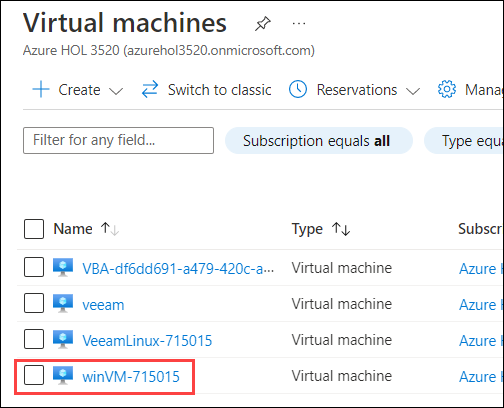 Virtual machines
Azure HOL 3520 (azurehol3520.onmicrosoft.com)
Create Switch to classic Reservations Manag
Filter for any field... Subscription equals all Type equa
Name Type Subscri
VBA-df6dd691-a479-420c-a... Virtual machine Azure H
veeam Virtual machine Azure H
VeeamLinux-715015 Virtual machine Azure H
winVM-715015 Virtual machine Azure H